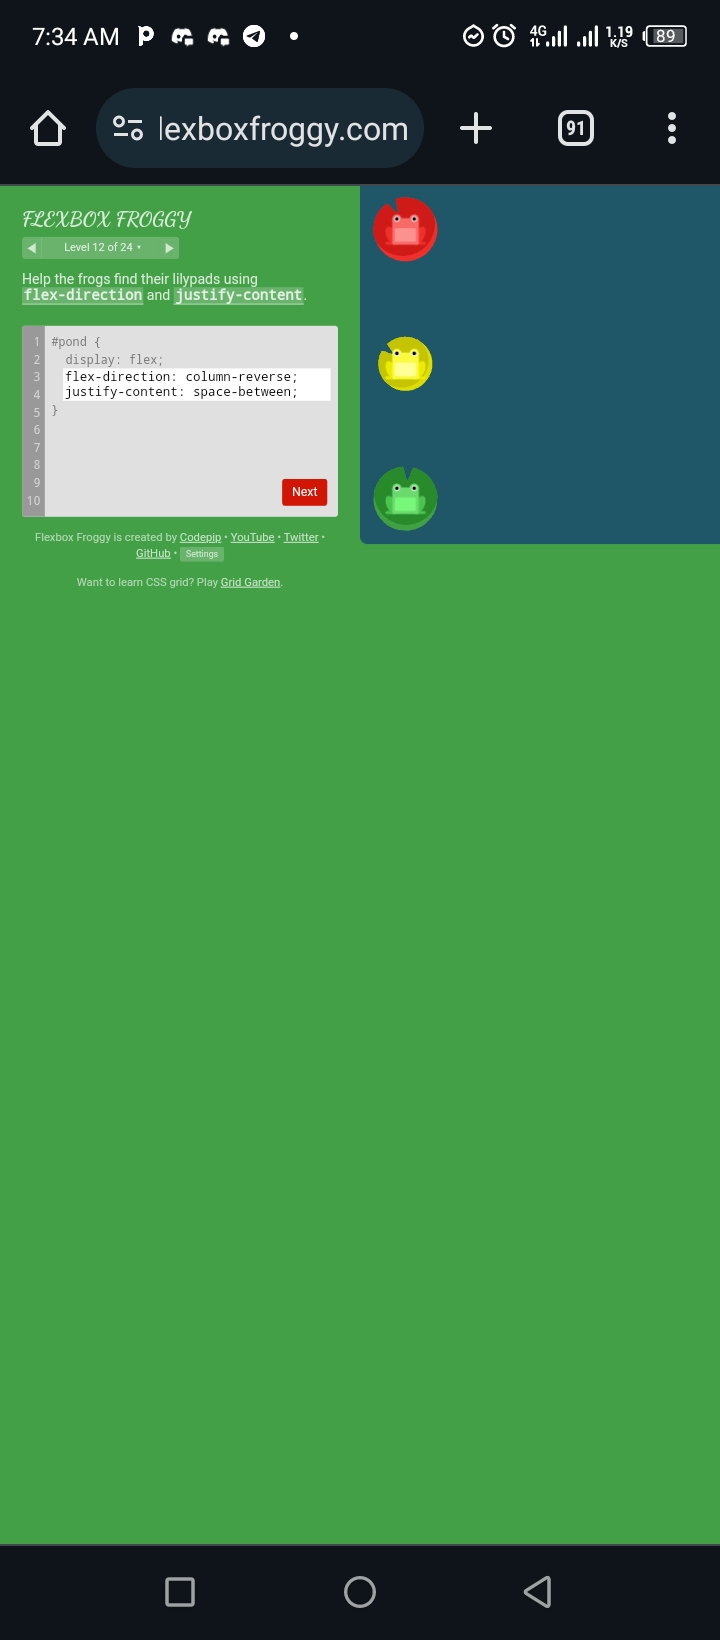 7:34 AM
4G
1.19
K/S
89
lexboxfroggy.com
91
FLEXBOX FROGGY
Level 12 of 24
Help the frogs find their lilypads using
flex-direction and justify-content.
1 #pond {
2 display: flex;
3 flex-direction: column-reverse;
4 justify-content: space-between;
5 }
6
7
8
9
10
Next
Flexbox Froggy is created by Codepip • YouTube • Twitter •
GitHub • Settings
Want to learn CSS grid? Play Grid Garden.